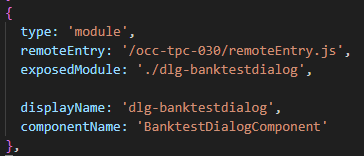 {
type: 'module',
remoteEntry: '/occ-tpc-030/remoteEntry.js',
exposedModule: './dlg-banktestdialog',
displayName: 'dlg-banktestdialog',
componentName: 'BanktestDialogComponent'
},